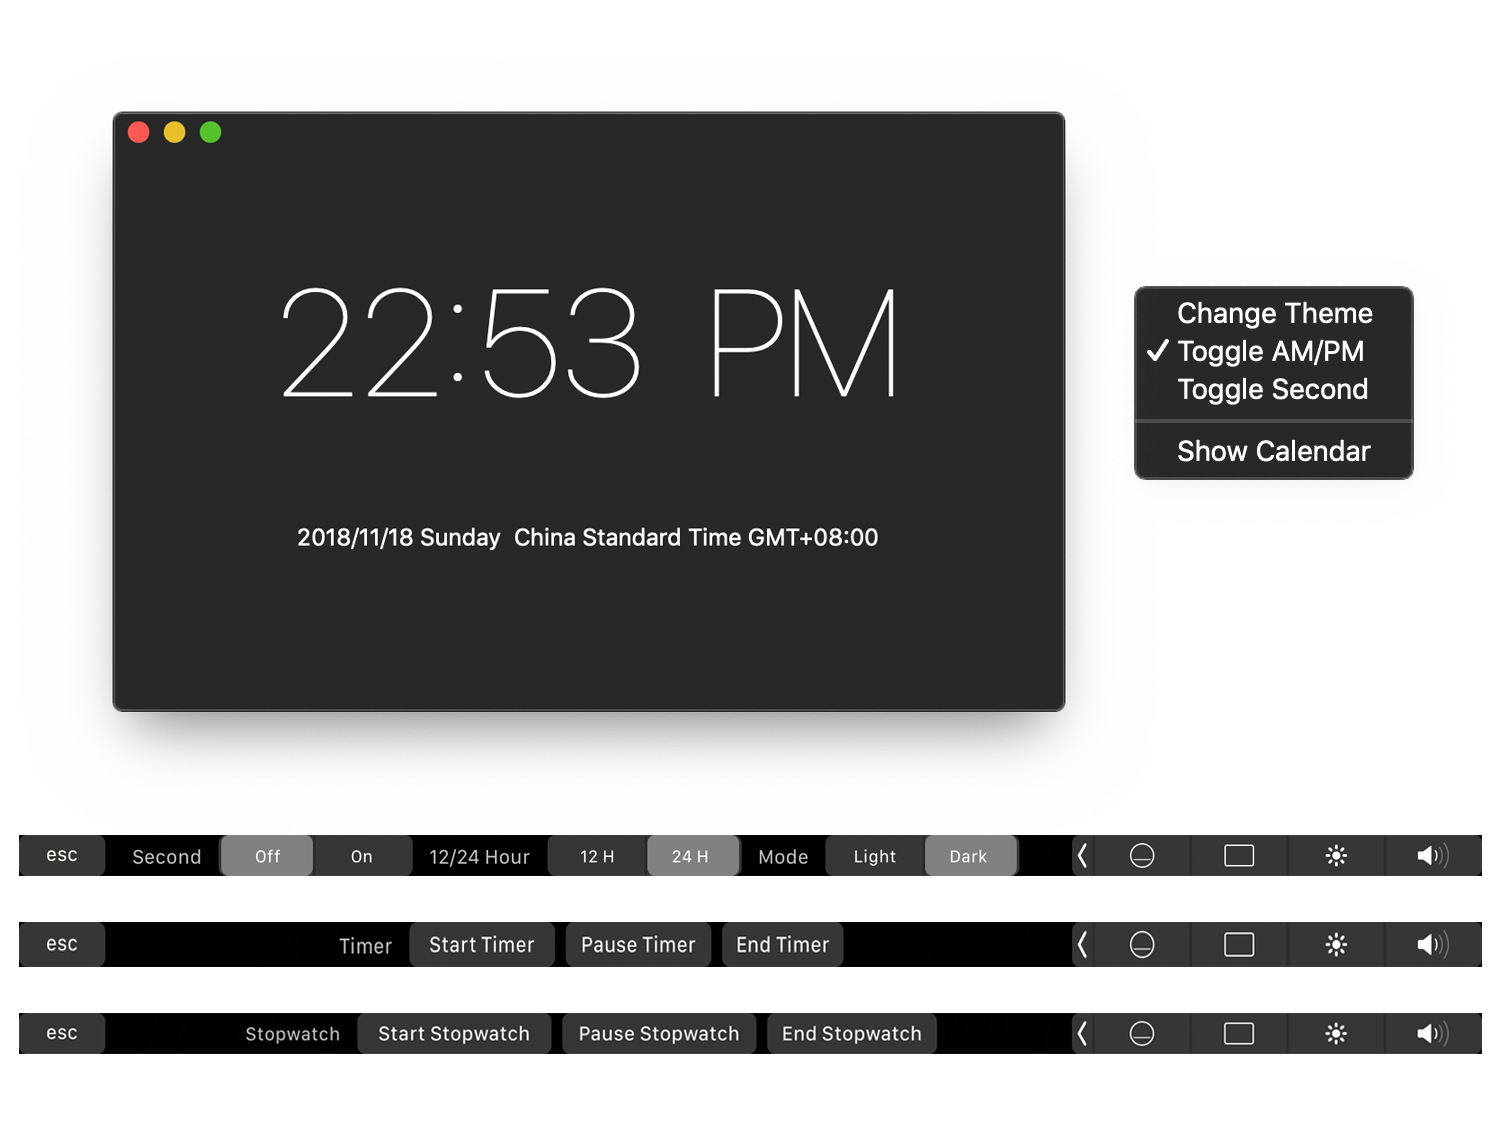 22:53 PM
2018/11/18 Sunday  China Standard Time GMT+08:00
Change Theme
✓ Toggle AM/PM
Toggle Second
Show Calendar
esc Second Off On 12/24 Hour 12 H 24 H Mode Light Dark
esc Timer Start Timer Pause Timer End Timer
esc Stopwatch Start Stopwatch Pause Stopwatch End Stopwatch